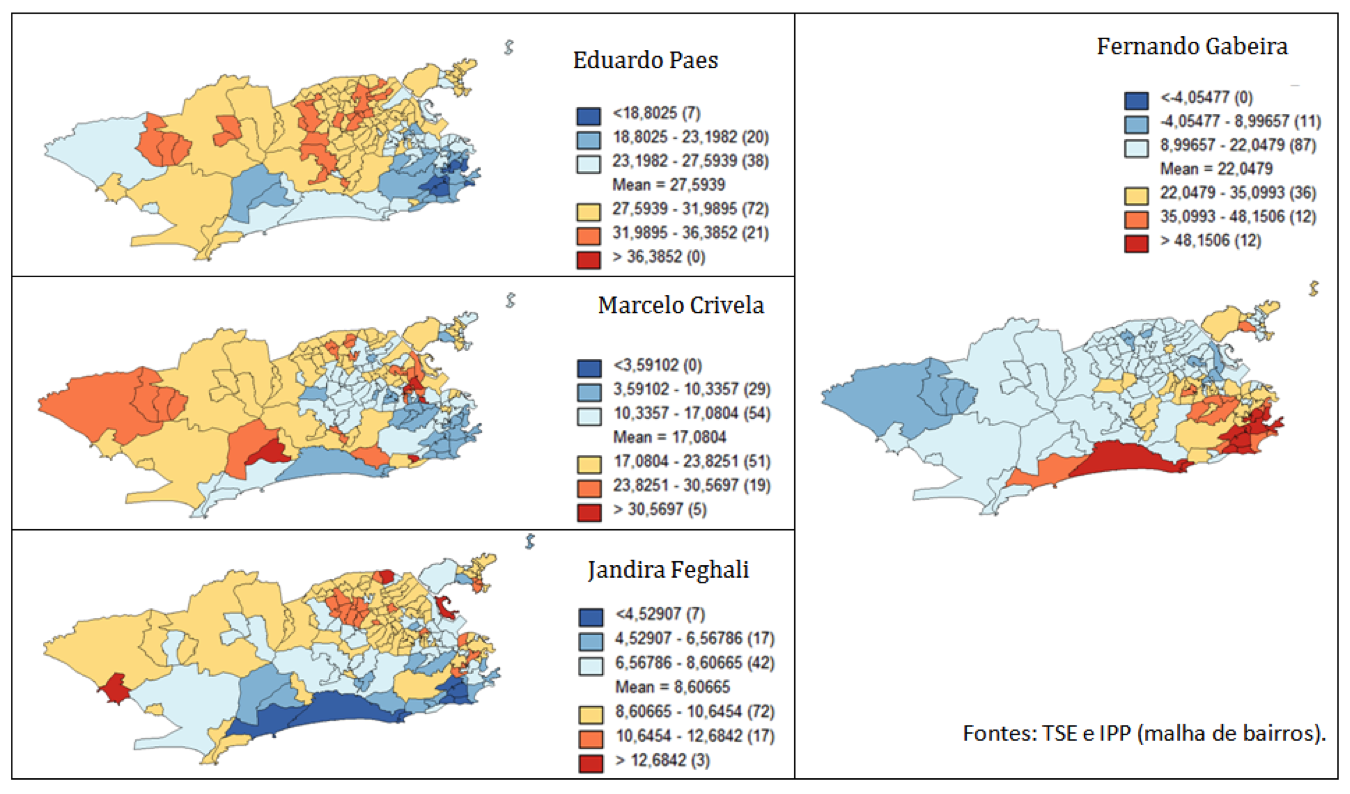 Eduardo Paes
<18,8025 (7)
18,8025 - 23,1982 (20)
23,1982 - 27,5939 (38)
Mean = 27,5939
27,5939 - 31,9895 (72)
31,9895 - 36,3852 (21)
> 36,3852 (0)
Marcelo Crivela
<3,59102 (0)
3,59102 - 10,3357 (29)
10,3357 - 17,0804 (54)
Mean = 17,0804
17,0804 - 23,8251 (51)
23,8251 - 30,5697 (19)
> 30,5697 (5)
Jandira Feghali
<4,52907 (7)
4,52907 - 6,56786 (17)
6,56786 - 8,60665 (42)
Mean = 8,60665
8,60665 - 10,6454 (72)
10,6454 - 12,6842 (17)
> 12,6842 (3)
Fernando Gabeira
<-4,05477 (0)
-4,05477 - 8,99657 (11)
8,99657 - 22,0479 (87)
Mean = 22,0479
22,0479 - 35,0993 (36)
35,0993 - 48,1506 (12)
> 48,1506 (12)
Fontes: TSE e IPP (malha de bairros).